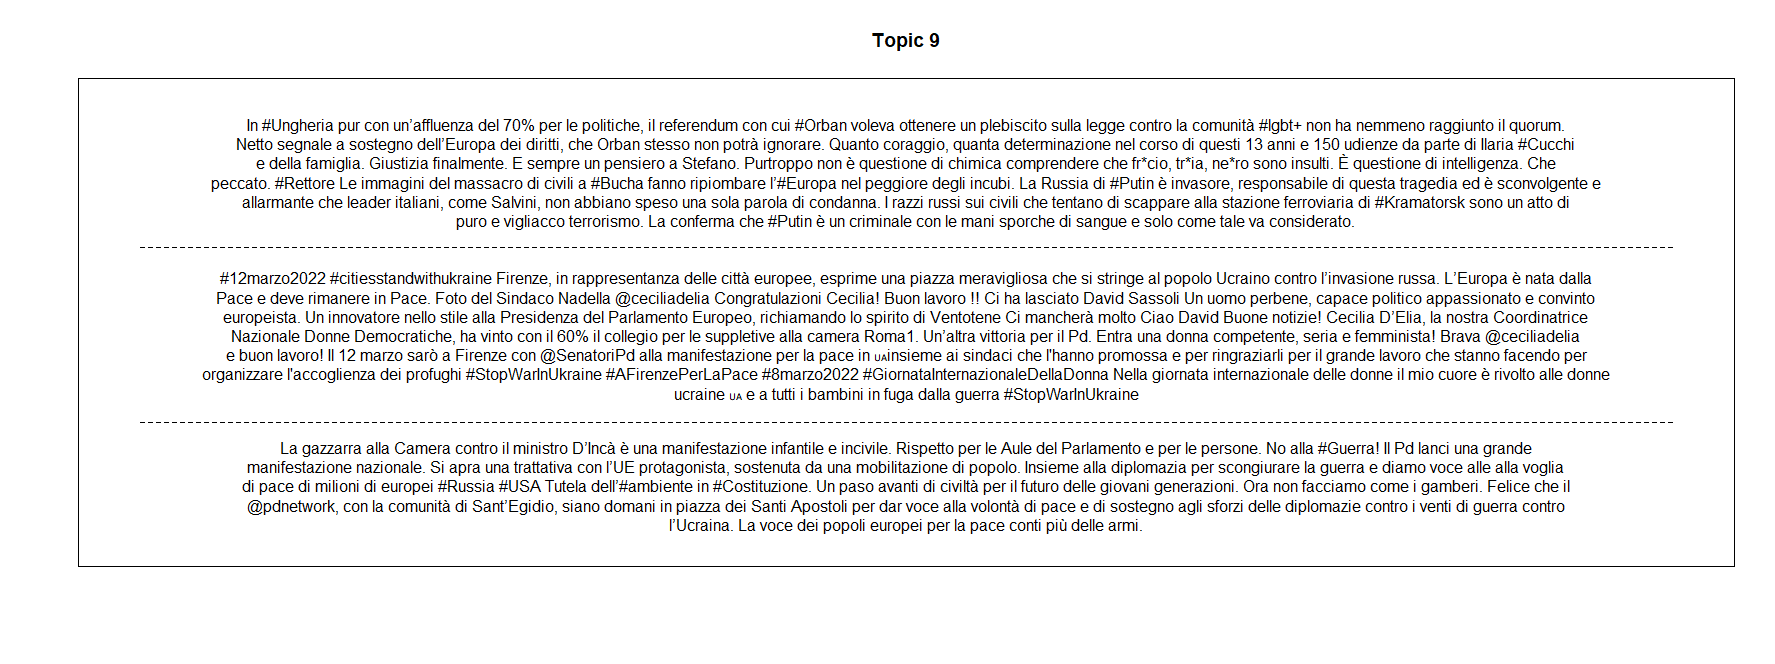 Topic 9
In #Ungheria pur con un’affluenza del 70% per le politiche, il referendum con cui #Orban voleva ottenere un plebiscito sulla legge contro la comunità #lgbt+ non ha nemmeno raggiunto il quorum.
Netto segnale a sostegno dell’Europa dei diritti, che Orban stesso non potrà ignorare. Quanto coraggio, quanta determinazione nel corso di questi 13 anni e 150 udienze da parte di Ilaria #Cucchi
e della famiglia. Giustizia finalmente. E sempre un pensiero a Stefano. Purtroppo non è questione di chimica comprendere che fr*cio, tr*ia, ne*ro sono insulti. È questione di intelligenza. Che
peccato. #Rettore Le immagini del massacro di civili a #Bucha fanno ripiombare l’#Europa nel peggiore degli incubi. La Russia di #Putin è invasore, responsabile di questa tragedia ed è sconvolgente e
allarmante che leader italiani, come Salvini, non abbiano speso una sola parola di condanna. I razzi russi sui civili che tentano di scappare alla stazione ferroviaria di #Kramatorsk sono un atto di
puro e vigliacco terrorismo. La conferma che #Putin è un criminale con le mani sporche di sangue e solo come tale va considerato.
#12marzo2022 #citiesstandwithukraine Firenze, in rappresentanza delle città europee, esprime una piazza meravigliosa che si stringe al popolo Ucraino contro l’invasione russa. L’Europa è nata dalla
Pace e deve rimanere in Pace. Foto del Sindaco Nadella @ceciliadelia Congratulazioni Cecilia! Buon lavoro !! Ci ha lasciato David Sassoli Un uomo perbene, capace politico appassionato e convinto
europeista. Un innovatore nello stile alla Presidenza del Parlamento Europeo, richiamando lo spirito di Ventotene Ci mancherà molto Ciao David Buone notizie! Cecilia D’Elia, la nostra Coordinatrice
Nazionale Donne Democratiche, ha vinto con il 60% il collegio per le suppletive alla camera Roma1. Un’altra vittoria per il Pd. Entra una donna competente, seria e femminista! Brava @ceciliadelia
e buon lavoro! Il 12 marzo sarò a Firenze con @SenatoriPd alla manifestazione per la pace in UAinsieme ai sindaci che l'hanno promossa e per ringraziarli per il grande lavoro che stanno facendo per
organizzare l'accoglienza dei profughi #StopWarInUkraine #AFirenzePerLaPace #8marzo2022 #GiornataInternazionaleDellaDonna Nella giornata internazionale delle donne il mio cuore è rivolto alle donne
ucraine UA e a tutti i bambini in fuga dalla guerra #StopWarInUkraine
La gazzarra alla Camera contro il ministro D’Incà è una manifestazione infantile e incivile. Rispetto per le Aule del Parlamento e per le persone. No alla #Guerra! Il Pd lanci una grande
manifestazione nazionale. Si apra una trattativa con l’UE protagonista, sostenuta da una mobilitazione di popolo. Insieme alla diplomazia per scongiurare la guerra e diamo voce alle alla voglia
di pace di milioni di europei #Russia #USA Tutela dell’#ambiente in #Costituzione. Un paso avanti di civiltà per il futuro delle giovani generazioni. Ora non facciamo come i gamberi. Felice che il
@pdnetwork, con la comunità di Sant’Egidio, siano domani in piazza dei Santi Apostoli per dar voce alla volontà di pace e di sostegno agli sforzi delle diplomazie contro i venti di guerra contro
l’Ucraina. La voce dei popoli europei per la pace conti più delle armi.